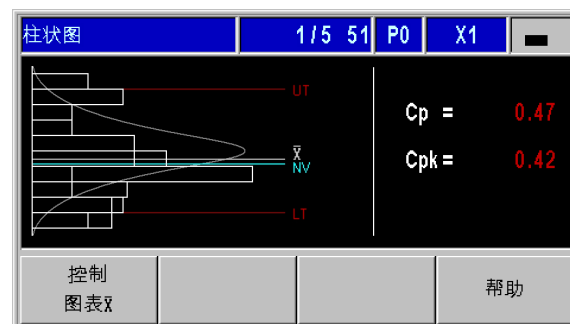 柱状图 1/5 51 P0 X1
UT
Cp = 0.47
X̄
NV
Cpk= 0.42
LT
控制 帮助
图表x̄